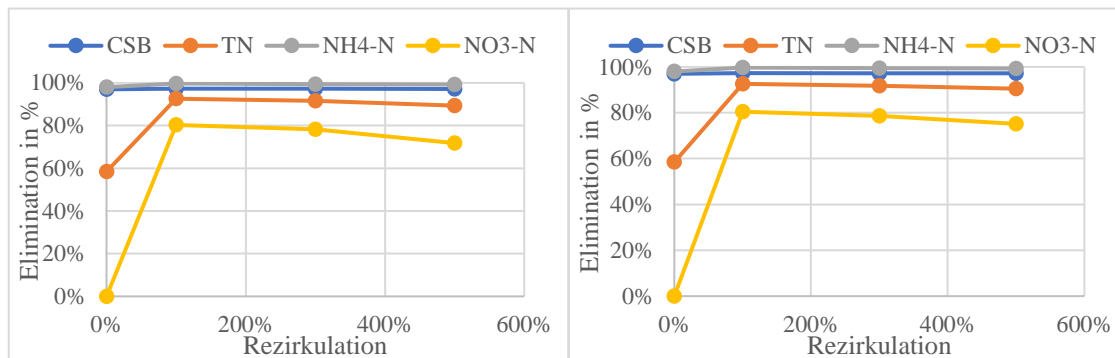 CSB TN NH4-N NO3-N
100%
80%
60%
40%
20%
0%
0% 200% 400% 600%
Elimination in %
Rezirkulation
CSB TN NH4-N NO3-N
100%
80%
60%
40%
20%
0%
0% 200% 400% 600%
Elimination in %
Rezirkulation